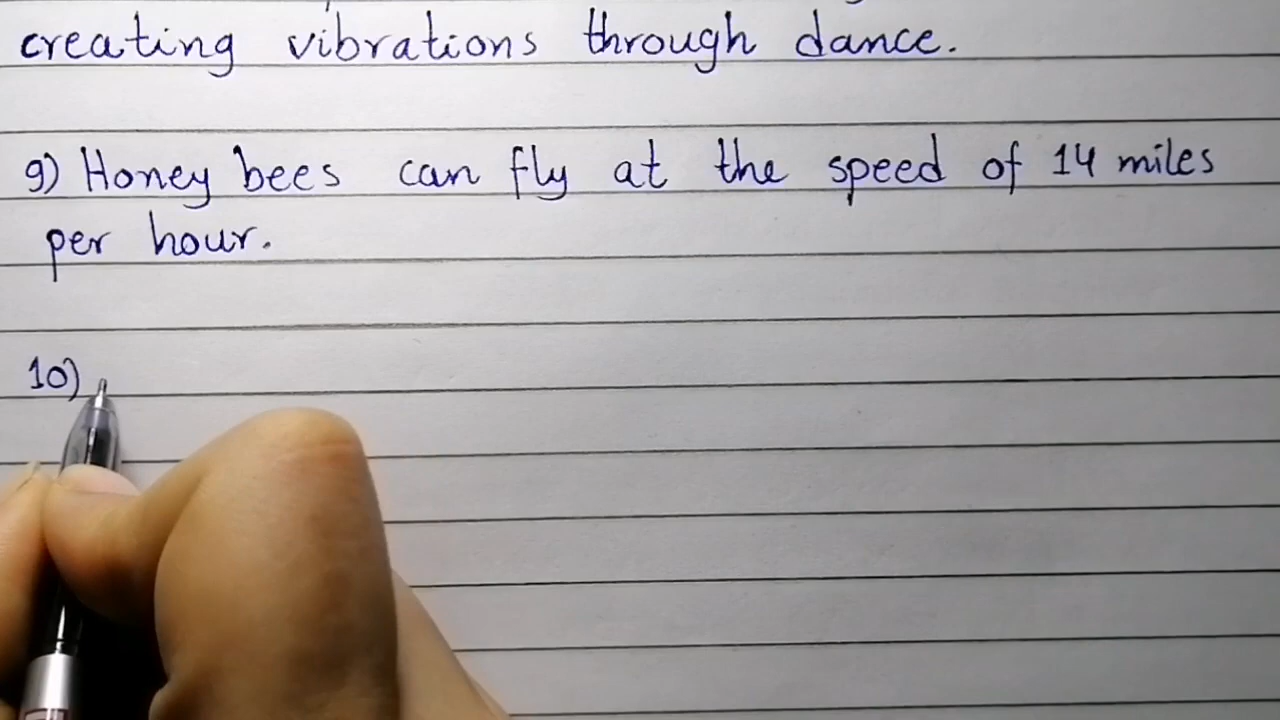 creating vibrations through dance.
9) Honey bees can fly at the speed of 14 miles
per hour.
10)